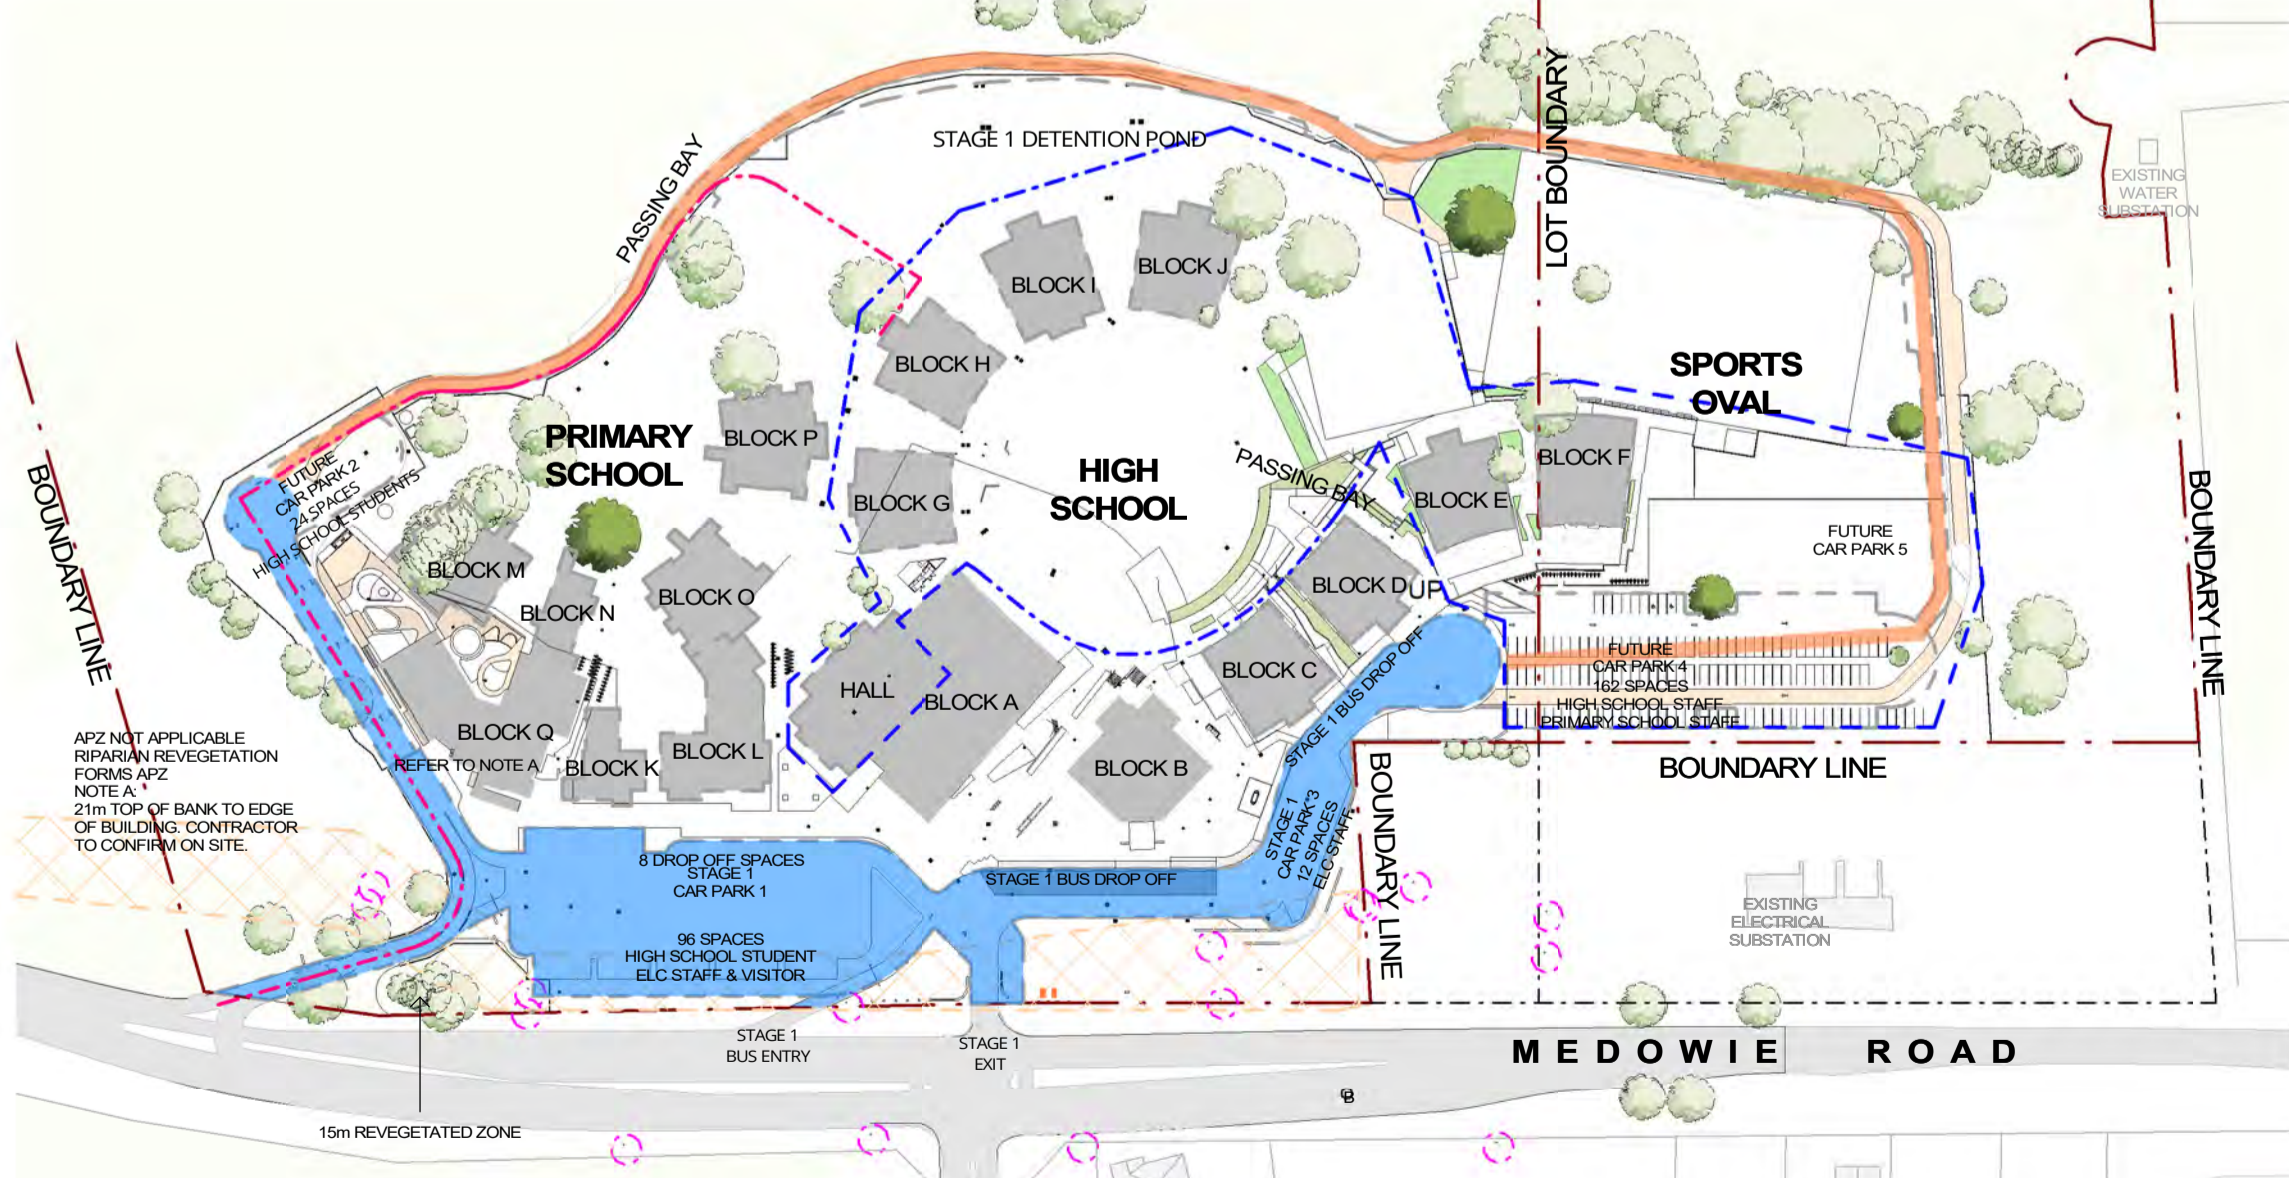 STAGE 1 DETENTION POND
PASSING BAY
LOT BOUNDARY
EXISTING
WATER
SUBSTATION
BLOCK I
BLOCK J
BLOCK H
SPORTS
OVAL
PRIMARY
SCHOOL
BLOCK P
HIGH
SCHOOL
PASSING BAY
BLOCK G
BLOCK E
BLOCK F
FUTURE
CAR PARK 5
FUTURE
CAR PARK 2
24 SPACES
HIGH SCHOOL STUDENTS
BOUNDARY LINE
BLOCK M
BLOCK N
BLOCK O
BLOCK D
UP
BOUNDARY LINE
FUTURE
CAR PARK 4
162 SPACES
HIGH SCHOOL STAFF
PRIMARY SCHOOL STAFF
HALL
BLOCK A
BLOCK C
STAGE 1 BUS DROP OFF
BLOCK Q
REFER TO NOTE A
BLOCK K
BLOCK L
BLOCK B
BOUNDARY LINE
BOUNDARY LINE
APZ NOT APPLICABLE
RIPARIAN REVEGETATION
FORMS APZ
NOTE A:
21m TOP OF BANK TO EDGE
OF BUILDING. CONTRACTOR
TO CONFIRM ON SITE.
STAGE 1
CAR PARK*3
12 SPACES
ELC STAFF
8 DROP OFF SPACES
STAGE 1
CAR PARK 1
STAGE 1 BUS DROP OFF
96 SPACES
HIGH SCHOOL STUDENT
ELC STAFF & VISITOR
EXISTING
ELECTRICAL
SUBSTATION
STAGE 1
BUS ENTRY
STAGE 1
EXIT
MEDOWIE ROAD
15m REVEGETATED ZONE